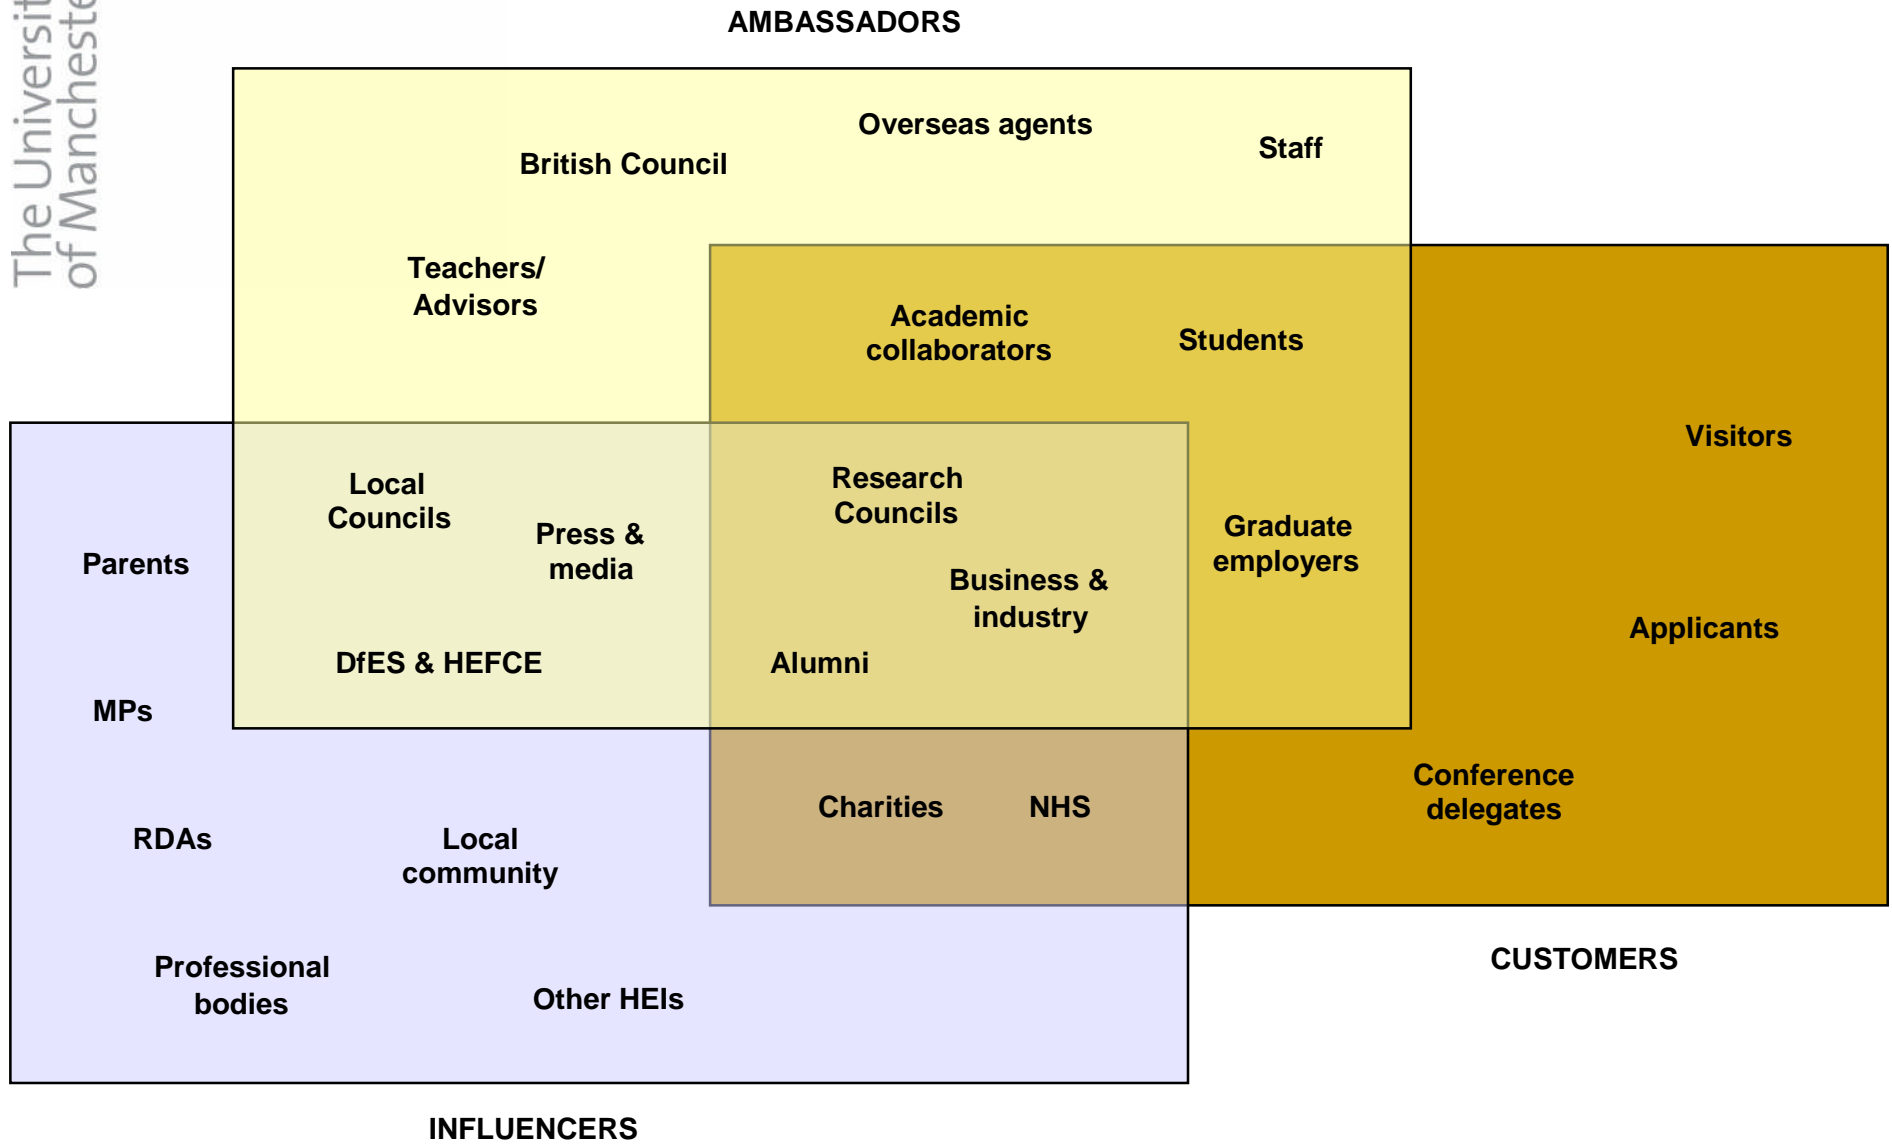 The Universit
of Mancheste
AMBASSADORS
Overseas agents
Staff
British Council
Teachers/
Advisors
Academic
collaborators
Students
Visitors
Local
Councils
Research
Councils
Press &
media
Graduate
employers
Parents
Business &
industry
Applicants
DfES & HEFCE
Alumni
MPs
Conference
delegates
Charities
NHS
RDAs
Local
community
CUSTOMERS
Professional
bodies
Other HEIs
INFLUENCERS